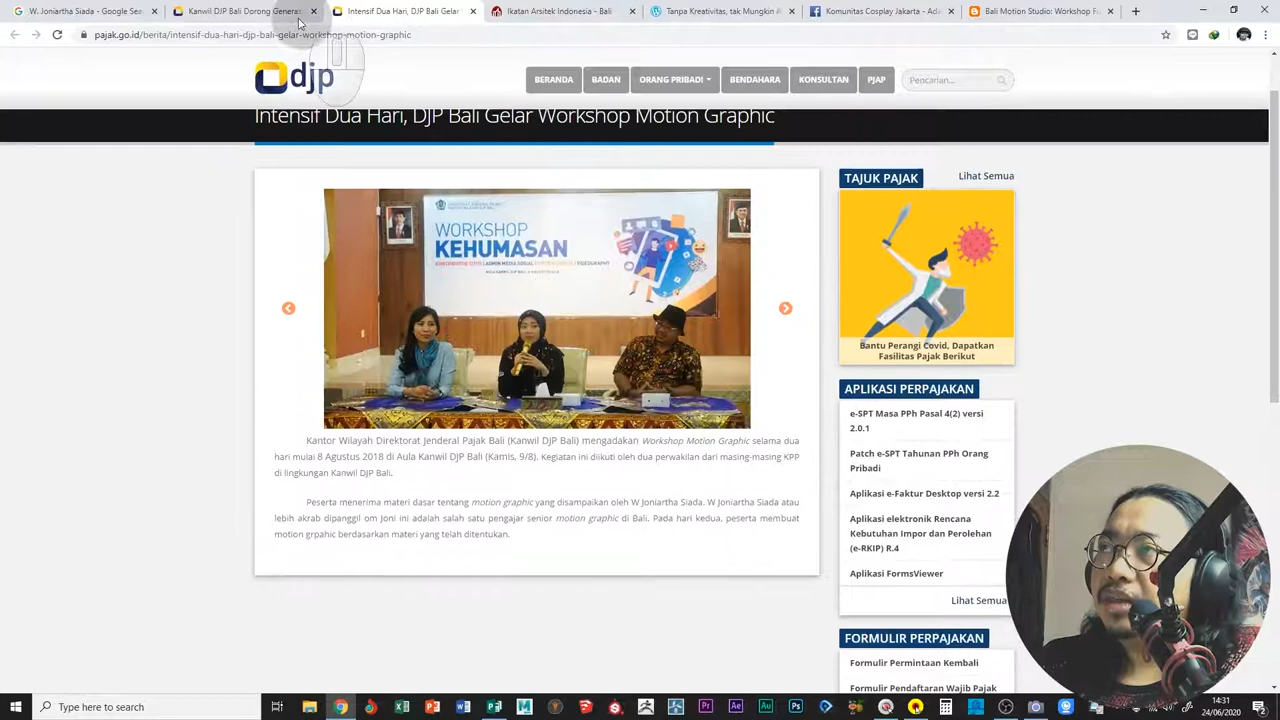 W. Joniartha Siada - Google Sea
Kanwil DJP Bali Dorong Genera
Intensif Dua Hari, DJP Bali Gelar
Ikatan Arsitek Indonesia – Bali
Tanpa Kreativitas, tak Mungkin A
Komunitas Cosplay Jakarta - Ada
Bali Motion Studio: Workshop Fu
pajak.go.id/berita/intensif-dua-hari-djp-bali-gelar-workshop-motion-graphic
djp
BERANDA
BADAN
ORANG PRIBADI
BENDAHARA
KONSULTAN
PJAP
Pencarian...
Intensif Dua Hari, DJP Bali Gelar Workshop Motion Graphic
WORKSHOP
KEHUMASAN
Kantor Wilayah Direktorat Jenderal Pajak Bali (Kanwil DJP Bali) mengadakan Workshop Motion Graphic selama dua
hari mulai 8 Agustus 2018 di Aula Kanwil DJP Bali (Kamis, 9/8). Kegiatan ini diikuti oleh dua perwakilan dari masing-masing KPP
di lingkungan Kanwil DJP Bali.
Peserta menerima materi dasar tentang motion graphic yang disampaikan oleh W Joniartha Siada. W Joniartha Siada atau
lebih akrab dipanggil om Joni ini adalah salah satu pengajar senior motion graphic di Bali. Pada hari kedua, peserta membuat
motion grpahic berdasarkan materi yang telah ditentukan.
TAJUK PAJAK
Lihat Semua
Bantu Perangi Covid, Dapatkan
Fasilitas Pajak Berikut
APLIKASI PERPAJAKAN
e-SPT Masa PPh Pasal 4(2) versi
2.0.1
Patch e-SPT Tahunan PPh Orang
Pribadi
Aplikasi e-Faktur Desktop versi 2.2
Aplikasi elektronik Rencana
Kebutuhan Impor dan Perolehan
(e-RKIP) R.4
Aplikasi FormsViewer
Lihat Semua
FORMULIR PERPAJAKAN
Formulir Permintaan Kembali
Formulir Pendaftaran Wajib Pajak
Type here to search
14:31
24/06/2020